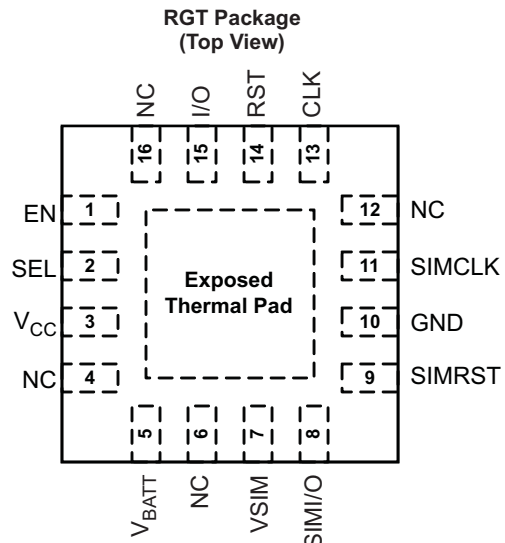 RGT Package
(Top View)
NC
I/O
RST
CLK
16
15
14
13
EN 1
12 NC
SEL 2
11 SIMCLK
Exposed
Thermal Pad
VCC 3
10 GND
NC 4
9 SIMRST
5
6
7
8
VBATT
NC
VSIM
SIMI/O